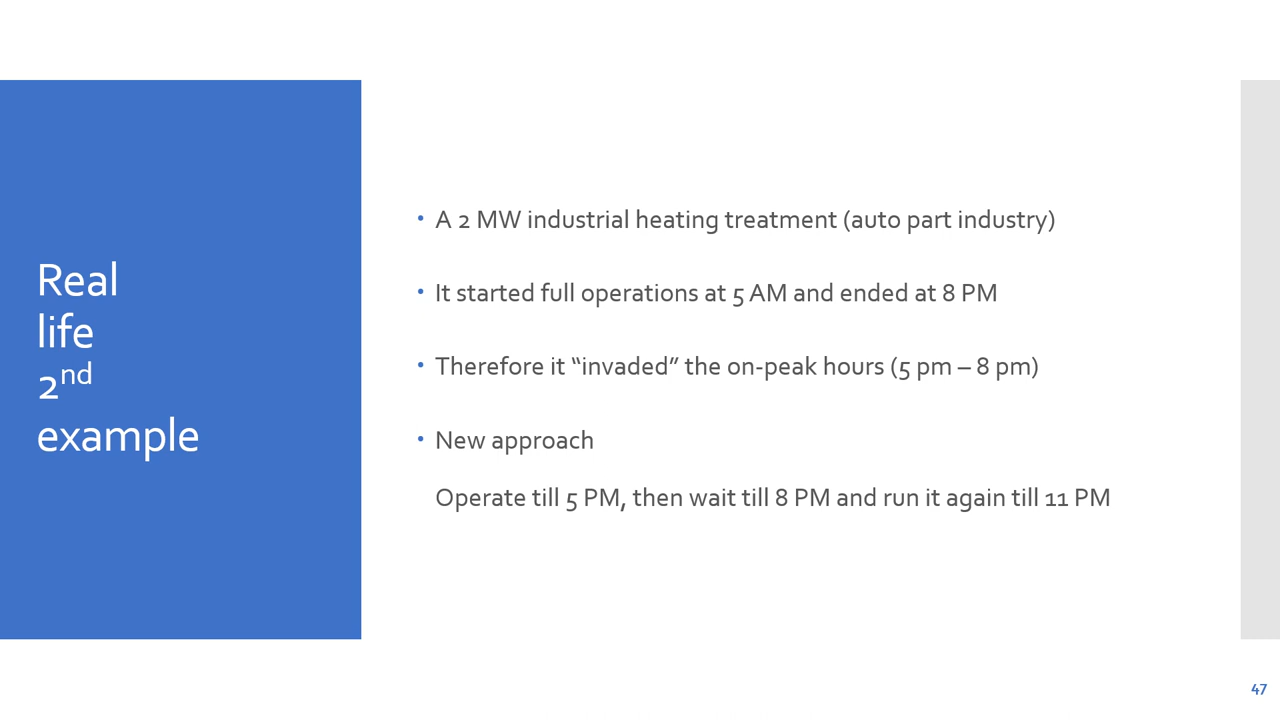 Real
life
2nd
example
• A 2 MW industrial heating treatment (auto part industry)
• It started full operations at 5 AM and ended at 8 PM
• Therefore it “invaded” the on-peak hours (5 pm – 8 pm)
• New approach
Operate till 5 PM, then wait till 8 PM and run it again till 11 PM
47